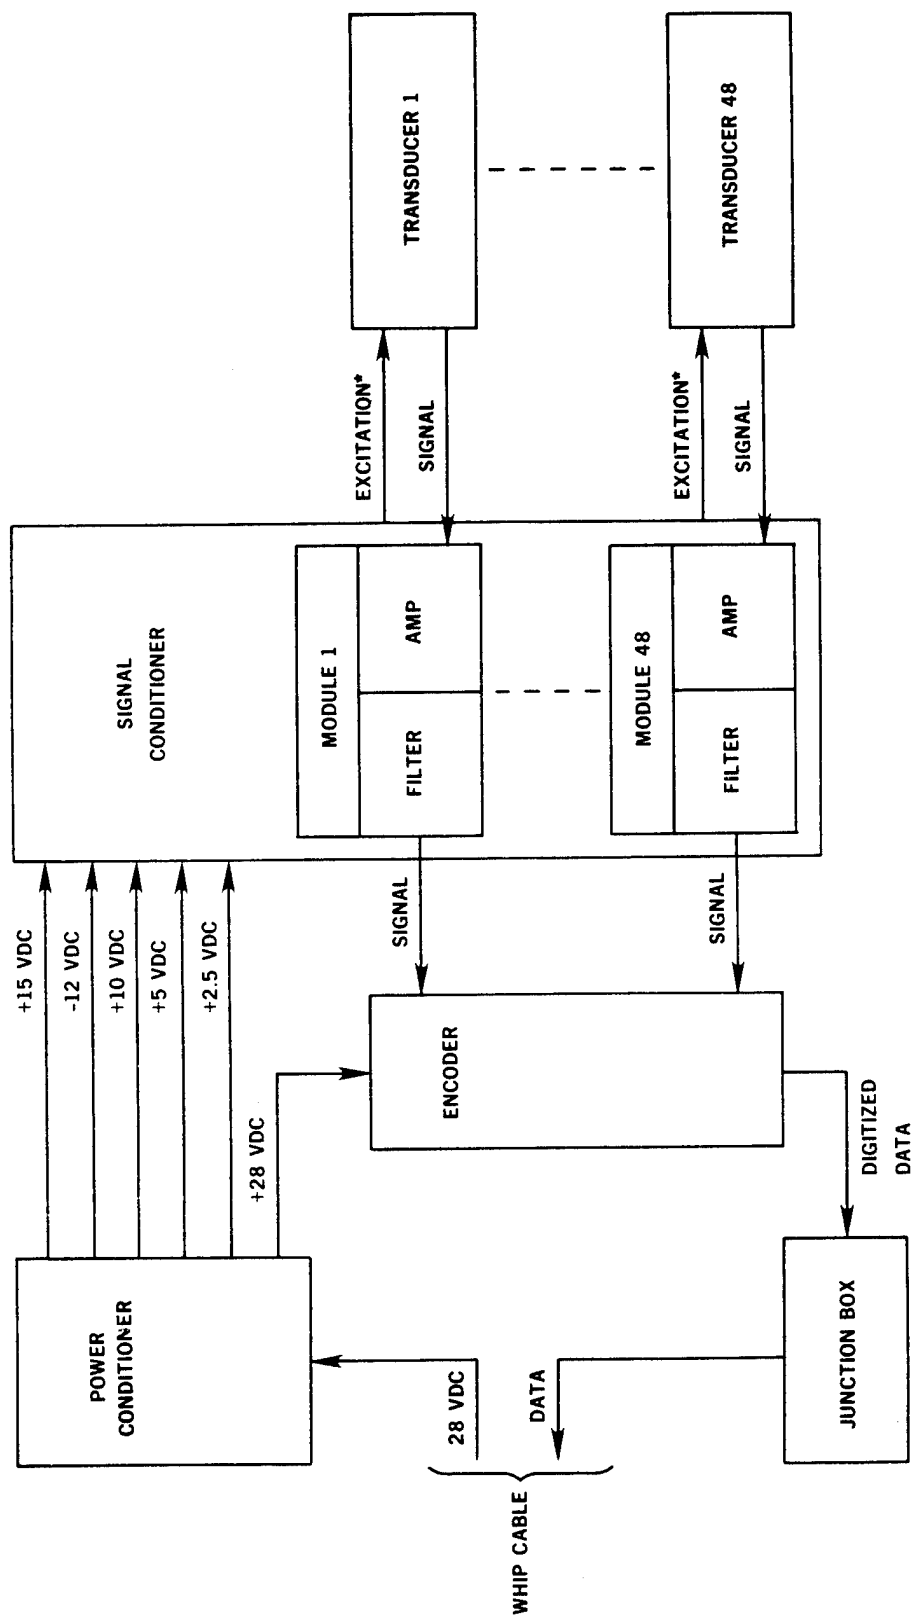 WHIP CABLE
28 VDC
DATA
POWER
CONDITIONER
JUNCTION BOX
+15 VDC
-12 VDC
+10 VDC
+5 VDC
+2.5 VDC
+28 VDC
ENCODER
DIGITIZED
DATA
SIGNAL
SIGNAL
SIGNAL
CONDITIONER
MODULE 1
FILTER
AMP
MODULE 48
FILTER
AMP
EXCITATION*
SIGNAL
EXCITATION*
SIGNAL
TRANSDUCER 1
TRANSDUCER 48